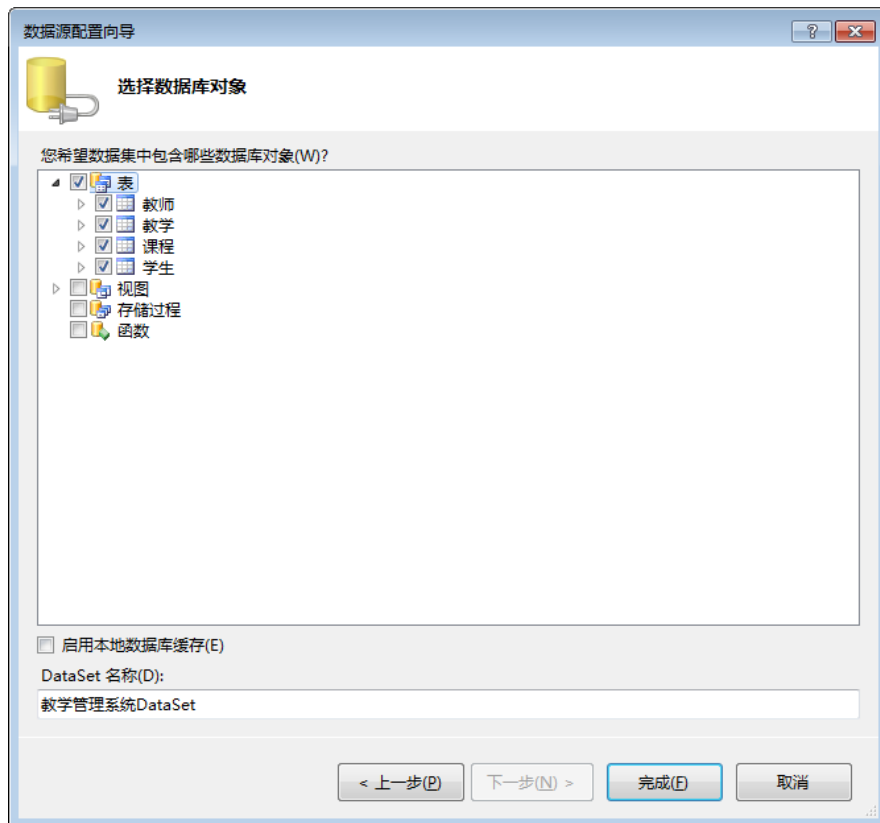 数据源配置向导
选择数据库对象
您希望数据集中包含哪些数据库对象(W)?
表
教师
教学
课程
学生
视图
存储过程
函数
启用本地数据库缓存(E)
DataSet 名称(D):
教学管理系统DataSet
< 上一步(P) 下一步(N) > 完成(F) 取消